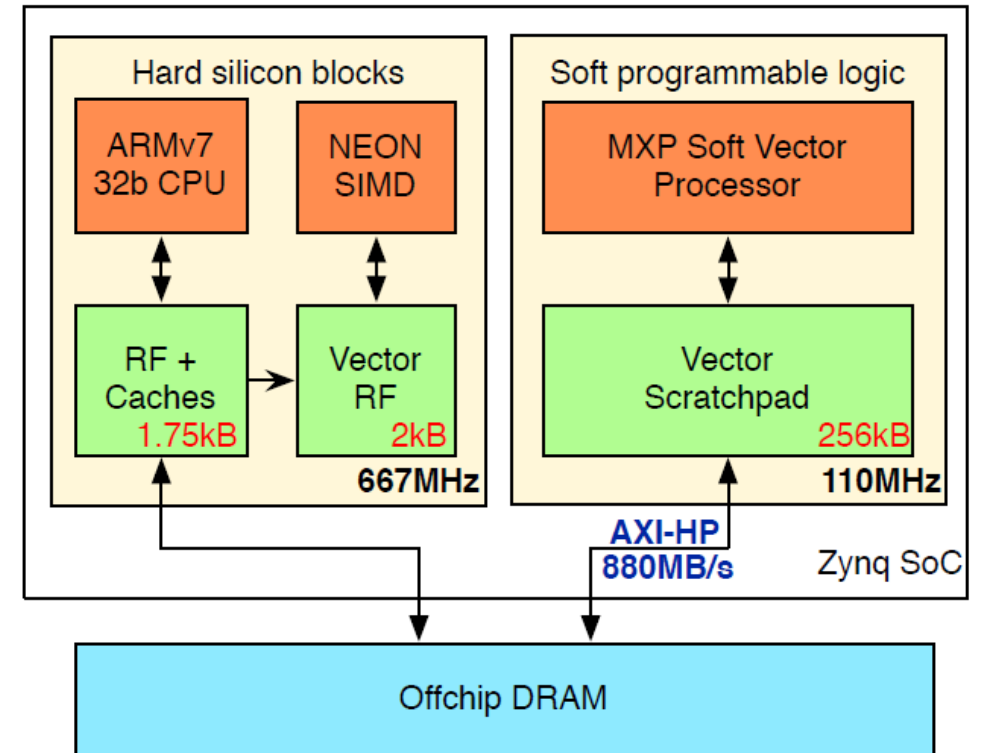 Hard silicon blocks
ARMv7
32b CPU
NEON
SIMD
RF +
Caches
1.75kB
Vector
RF
2kB
667MHz
Soft programmable logic
MXP Soft Vector
Processor
Vector
Scratchpad
256kB
110MHz
AXI-HP
880MB/s
Zynq SoC
Offchip DRAM